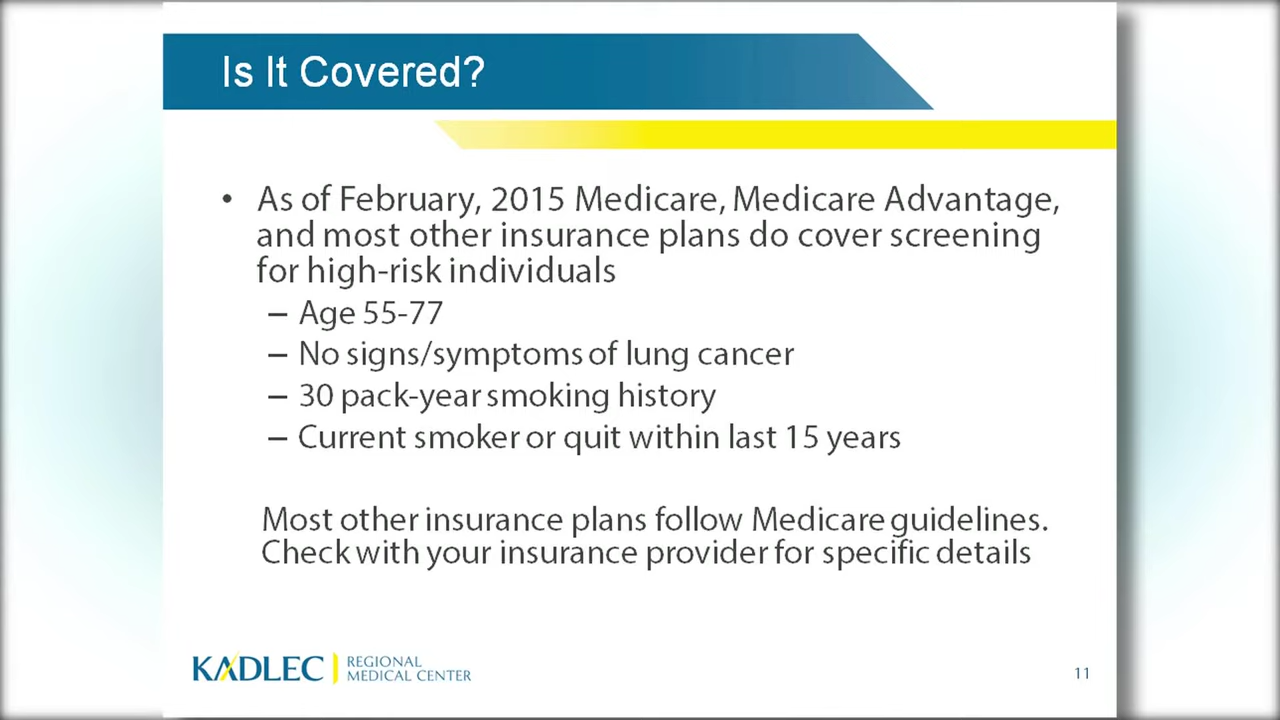 Is It Covered?
• As of February, 2015 Medicare, Medicare Advantage,
and most other insurance plans do cover screening
for high-risk individuals
– Age 55-77
– No signs/symptoms of lung cancer
– 30 pack-year smoking history
– Current smoker or quit within last 15 years
Most other insurance plans follow Medicare guidelines.
Check with your insurance provider for specific details
KADLEC REGIONAL
MEDICAL CENTER
11